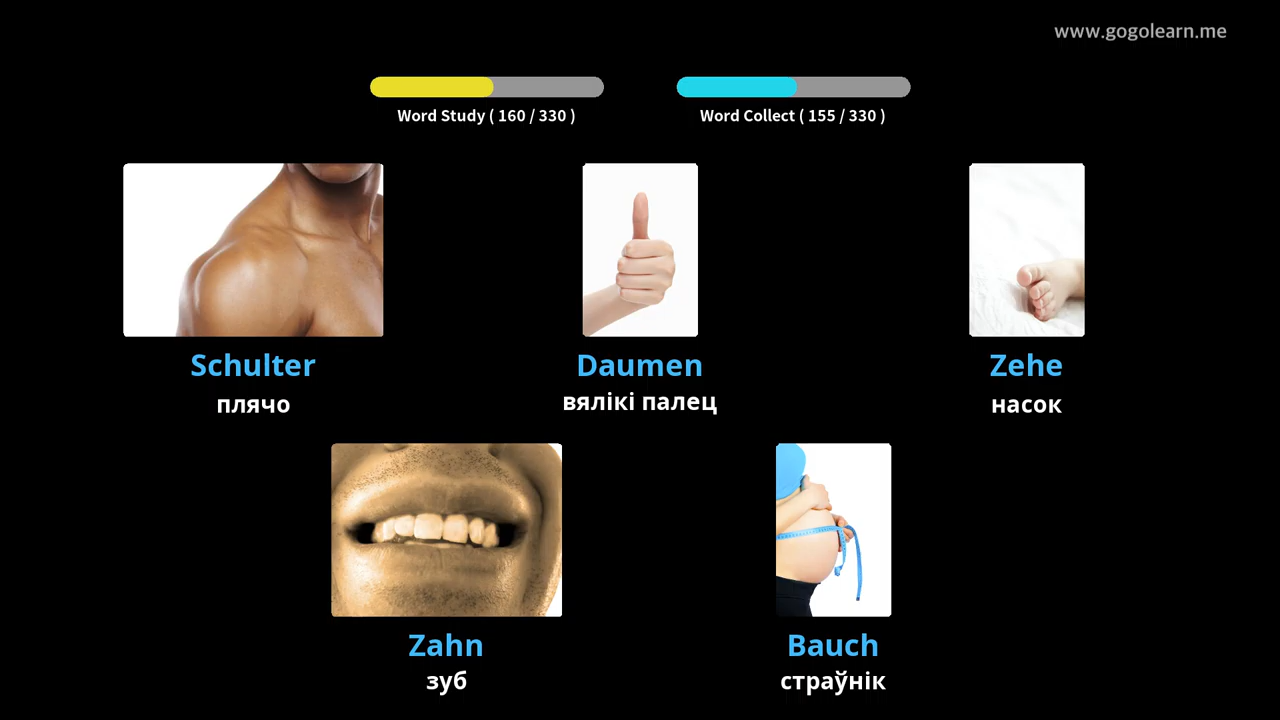 www.gogolearn.me
Word Study ( 160 / 330 )
Word Collect ( 155 / 330 )
Schulter
Daumen
Zehe
плячо
вялікі палец
насок
Zahn
Bauch
зуб
страўнік